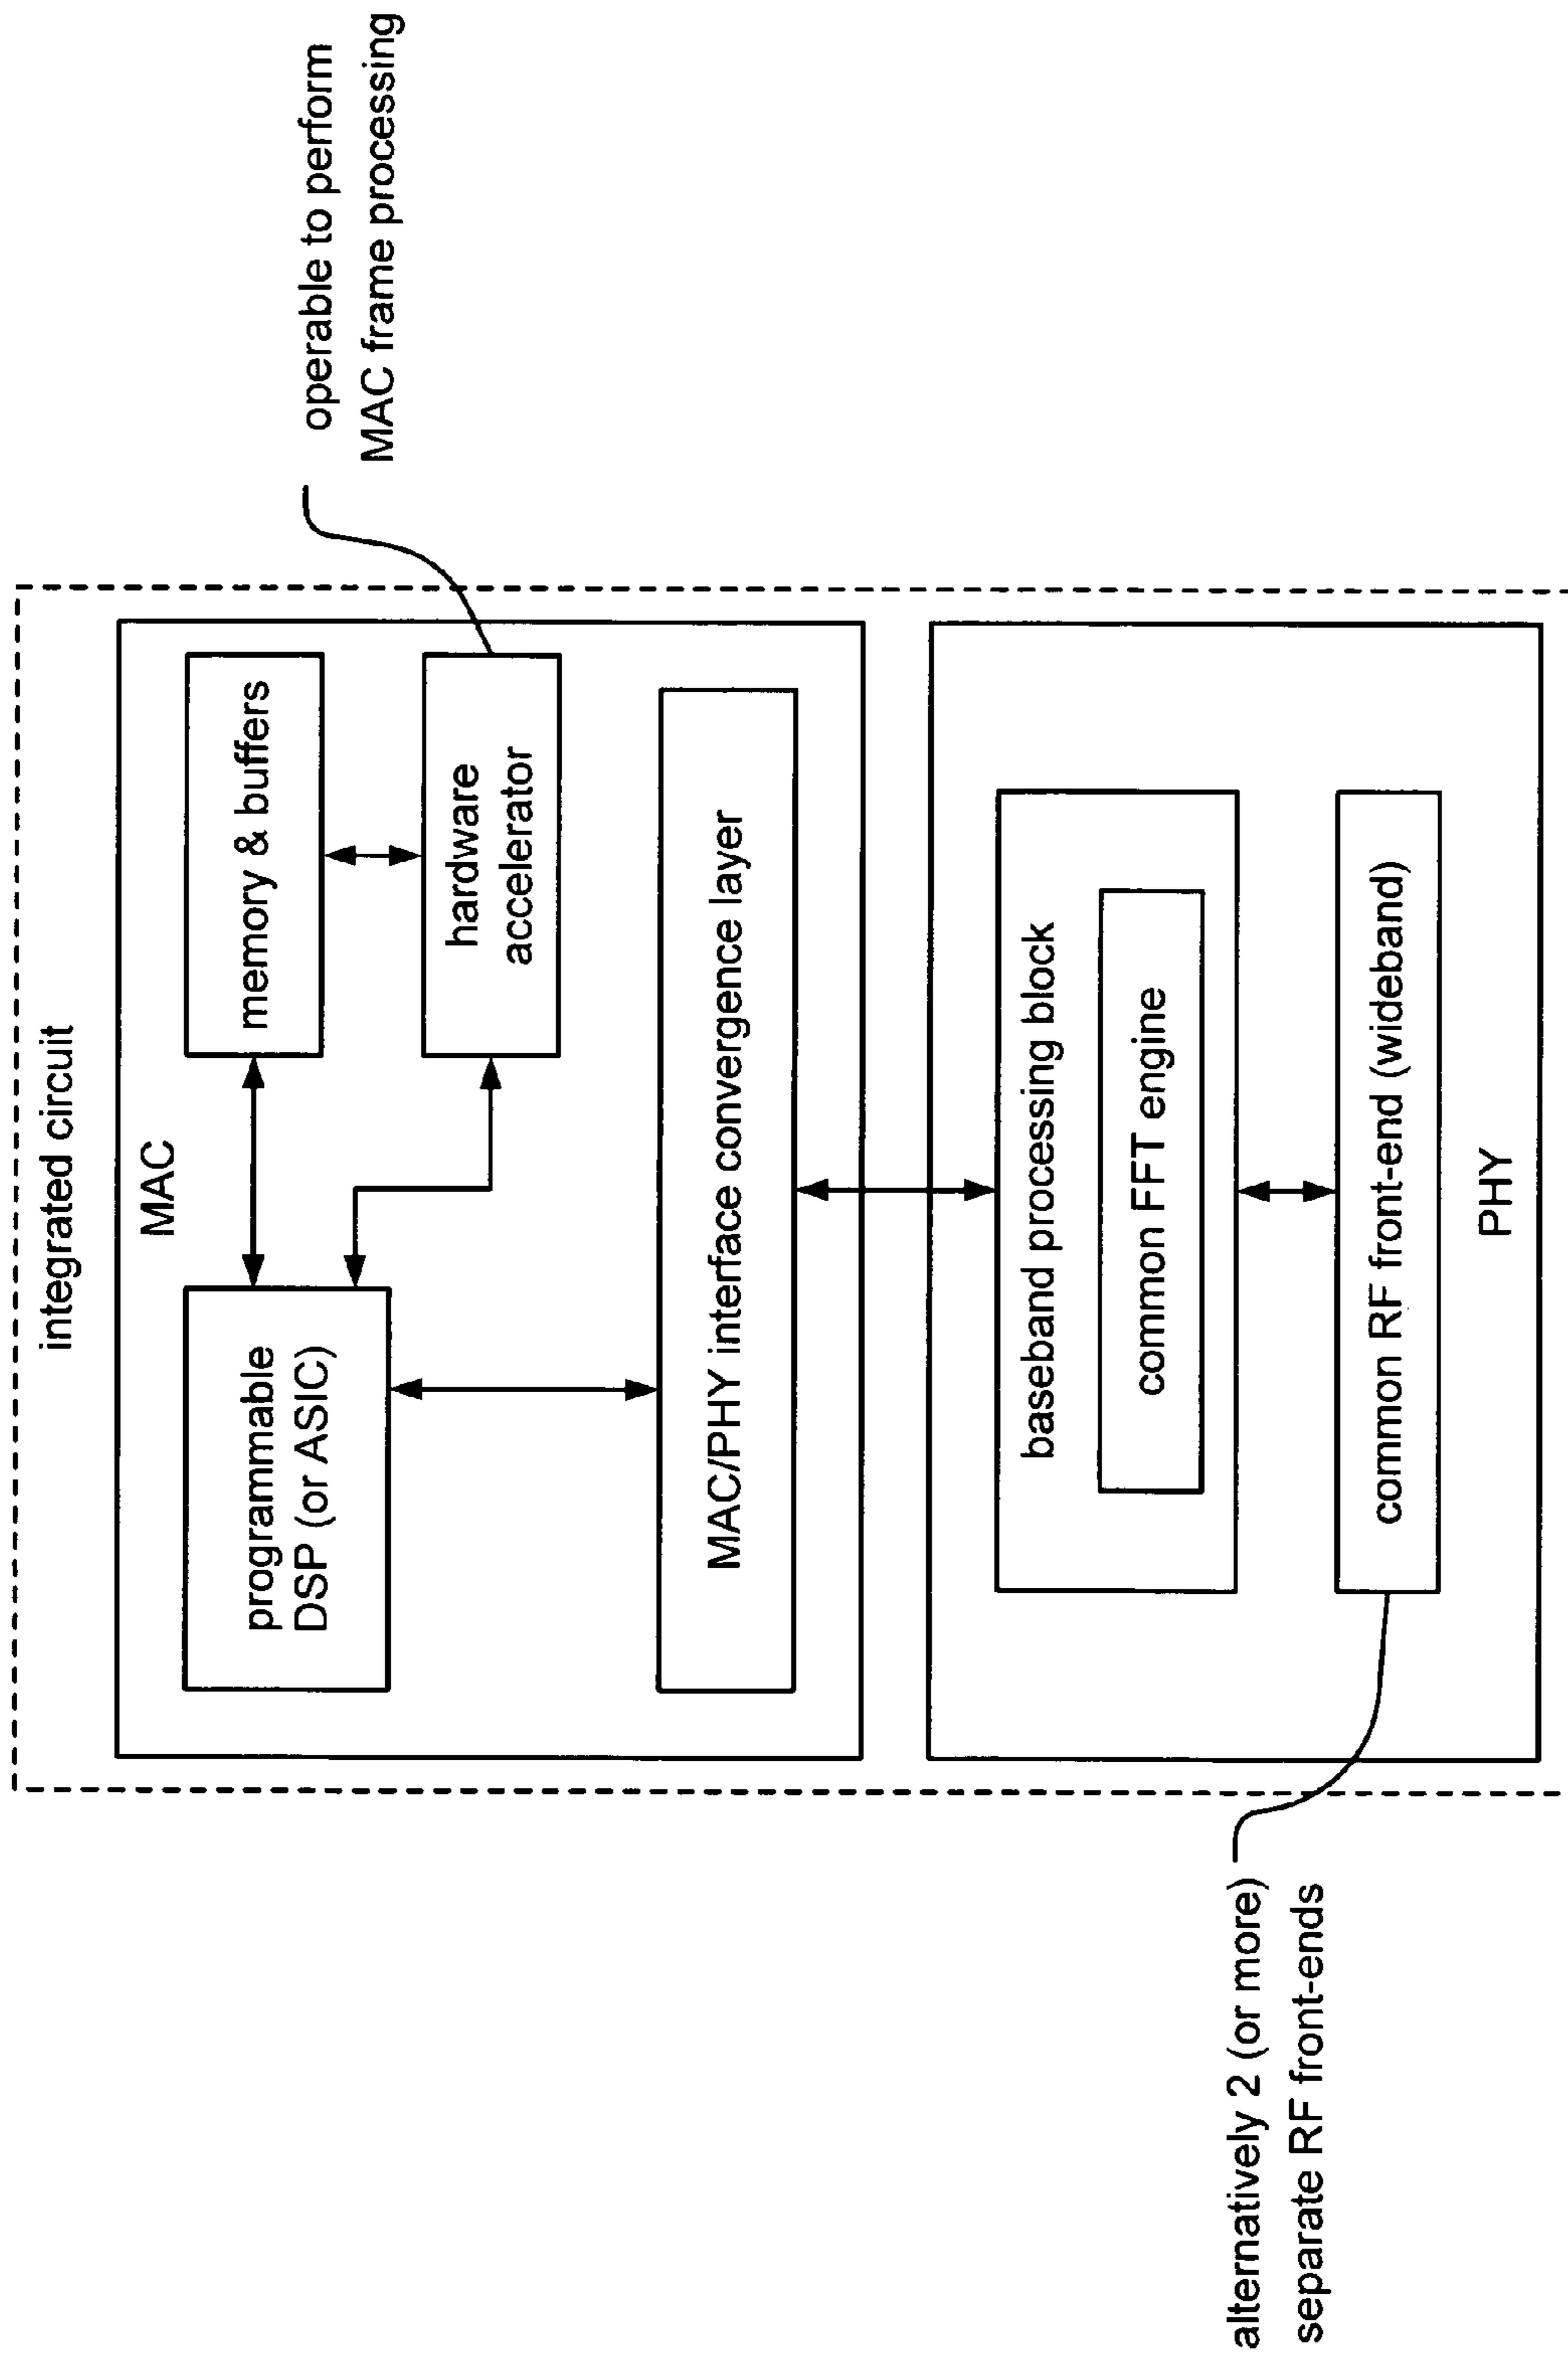 integrated circuit
MAC
programmable
DSP (or ASIC)
memory & buffers
hardware
accelerator
operable to perform
MAC frame processing
MAC/PHY interface convergence layer
baseband processing block
common FFT engine
common RF front-end (wideband)
PHY
alternatively 2 (or more)
separate RF front-ends